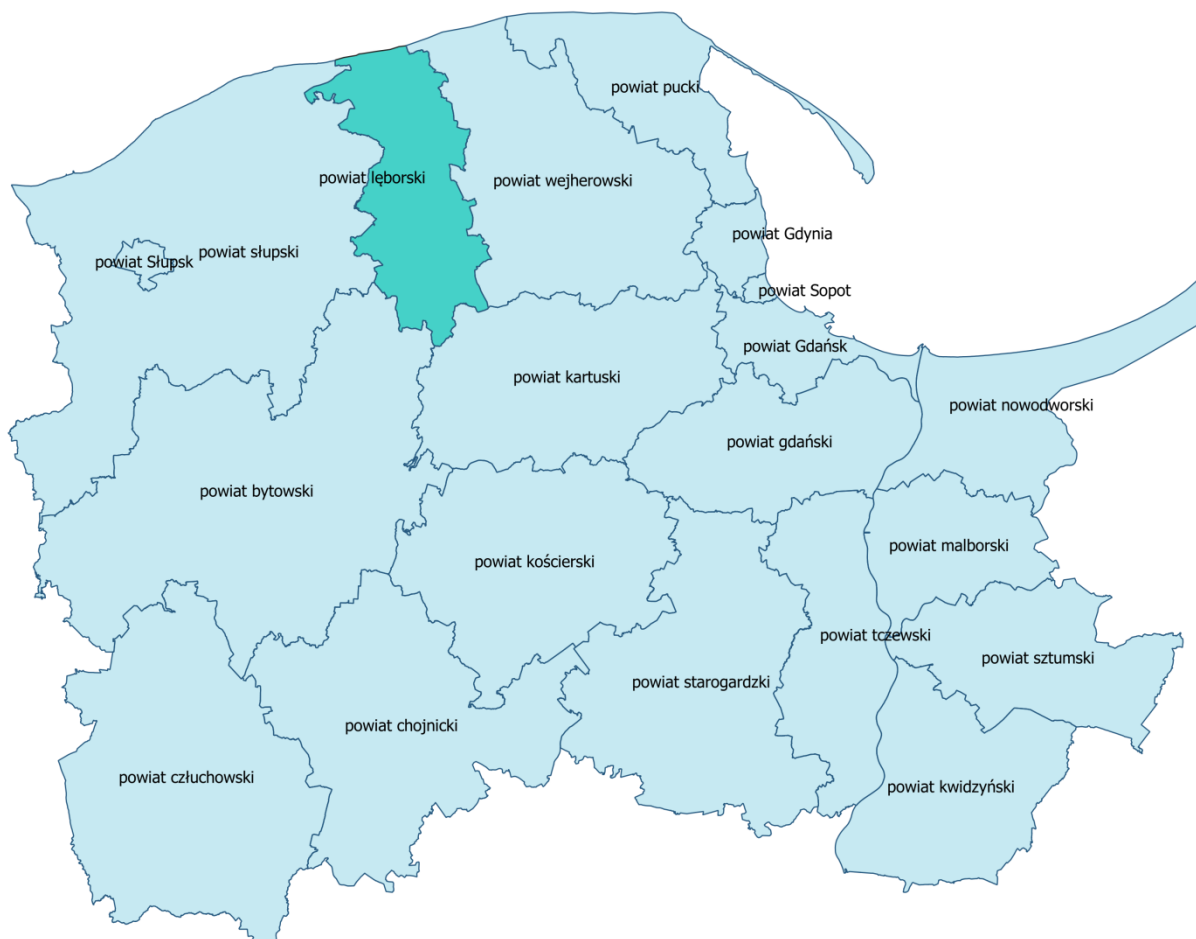 powiat pucki
powiat lęborski
powiat wejherowski
powiat Gdynia
powiat słupski
powiat Słupsk
powiat Sopot
powiat Gdańsk
powiat kartuski
powiat nowodworski
powiat gdański
powiat bytowski
powiat malborski
powiat kościerski
powiat tczewski
powiat sztumski
powiat starogardzki
powiat chojnicki
powiat człuchowski
powiat kwidzyński